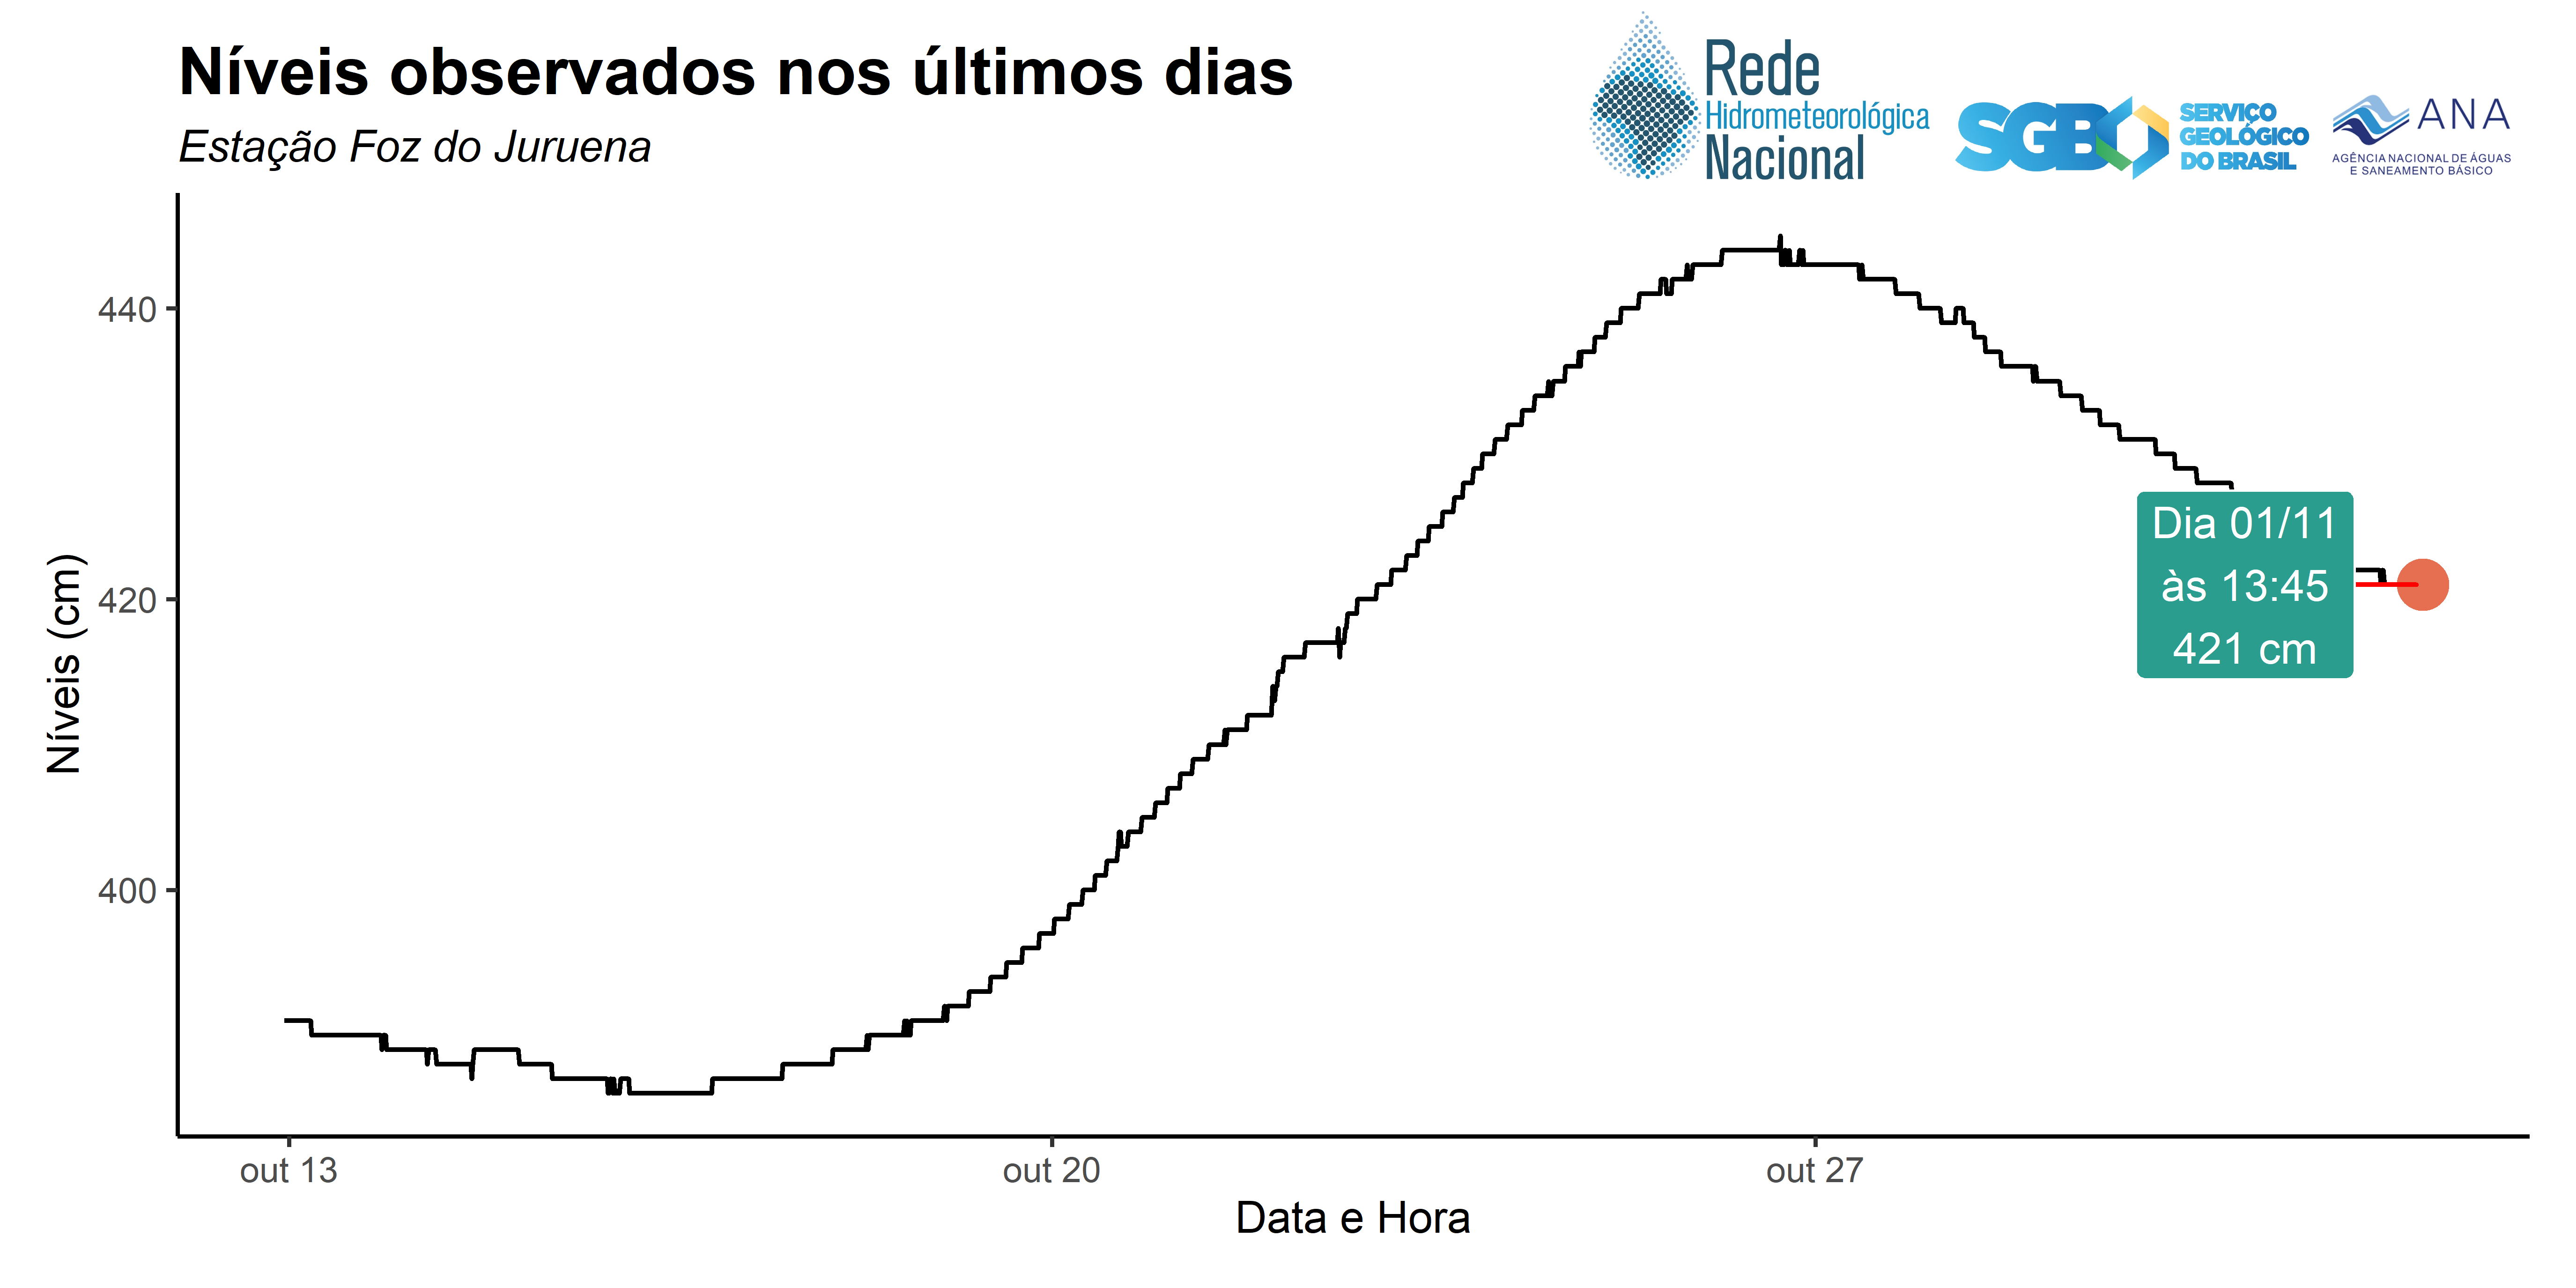 Níveis observados nos últimos dias
Estação Foz do Juruena
Rede
Hidrometeorológica
Nacional
SGB
SERVIÇO
GEOLÓGICO
DO BRASIL
ANA
AGÊNCIA NACIONAL DE ÁGUAS
E SANEAMENTO BÁSICO
Níveis (cm)
440
420
400
Dia 01/11
às 13:45
421 cm
out 13
out 20
out 27
Data e Hora